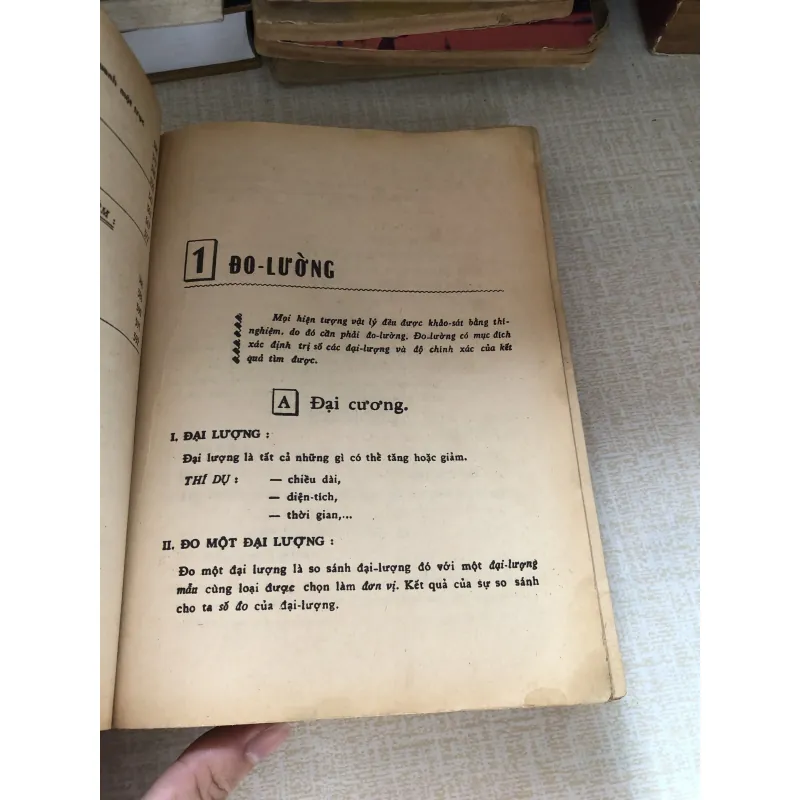 1 ĐO-LƯỜNG
Mọi hiện tượng vật lý đều được khảo-sát bằng thí-
nghiệm, do đó cần phải đo-lường. Đo-lường có mục đích
xác định trị số các đại-lượng và độ chính xác của kết
quả tìm được.
A Đại cương.
I. ĐẠI LƯỢNG :
Đại lượng là tất cả những gì có thể tăng hoặc giảm.
THÍ DỤ : — chiều dài,
— diện-tích,
— thời gian,...
II. ĐO MỘT ĐẠI LƯỢNG :
Đo một đại lượng là so sánh đại-lượng đó với một đại-lượng
mẫu cùng loại được chọn làm đơn vị. Kết quả của sự so sánh
cho ta số đo của đại-lượng.